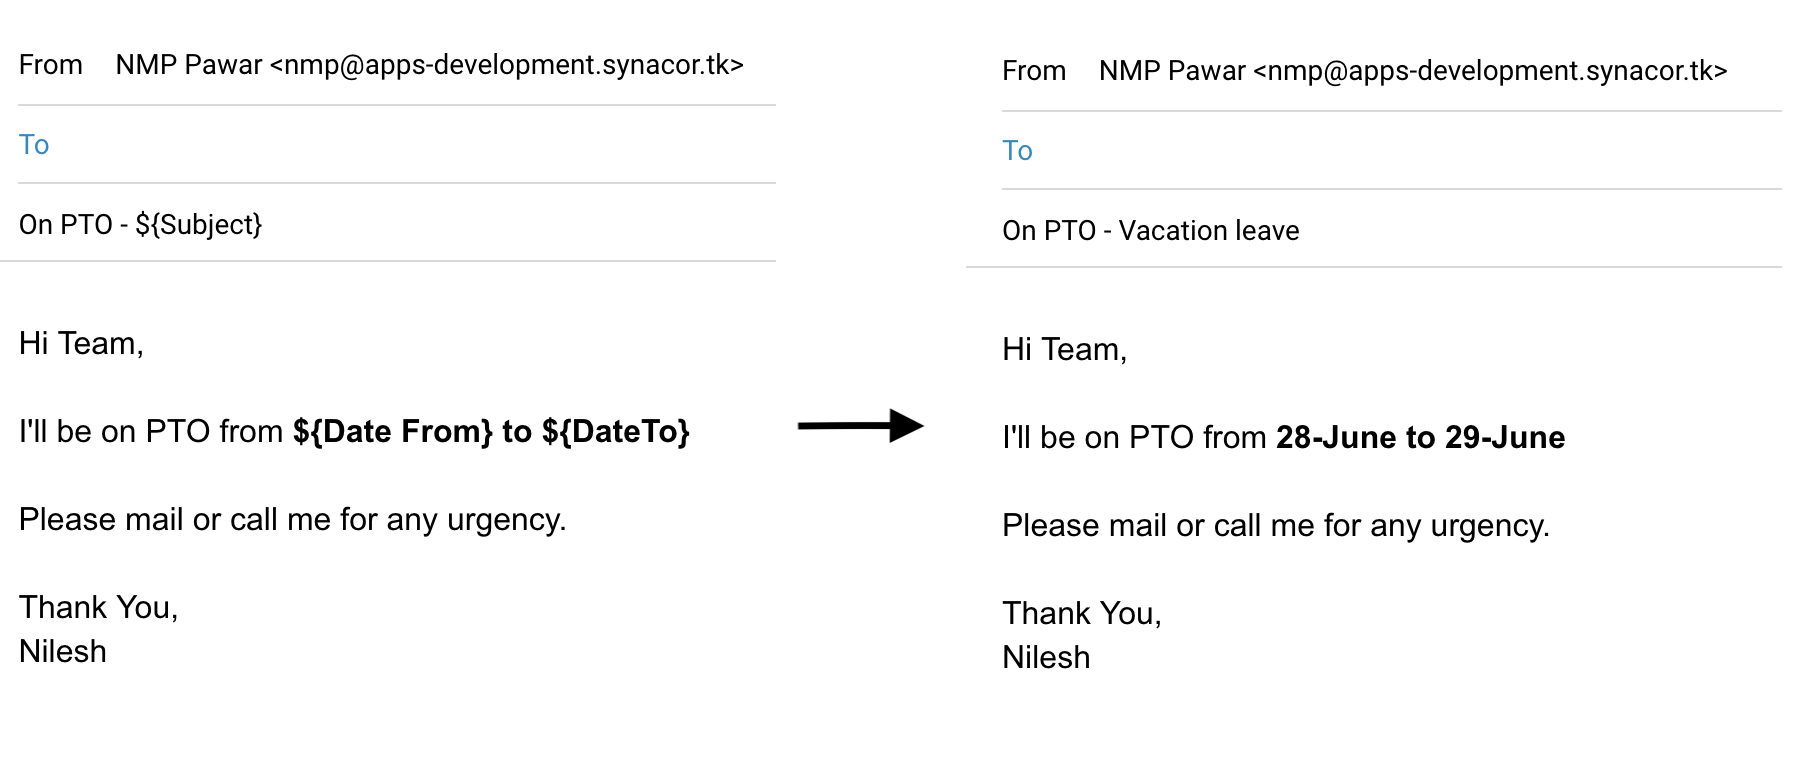 From NMP Pawar <nmp@apps-development.synacor.tk>
To
On PTO - ${Subject}
Hi Team,
I'll be on PTO from ${Date From} to ${DateTo}
Please mail or call me for any urgency.
Thank You,
Nilesh
From NMP Pawar <nmp@apps-development.synacor.tk>
To
On PTO - Vacation leave
Hi Team,
I'll be on PTO from 28-June to 29-June
Please mail or call me for any urgency.
Thank You,
Nilesh